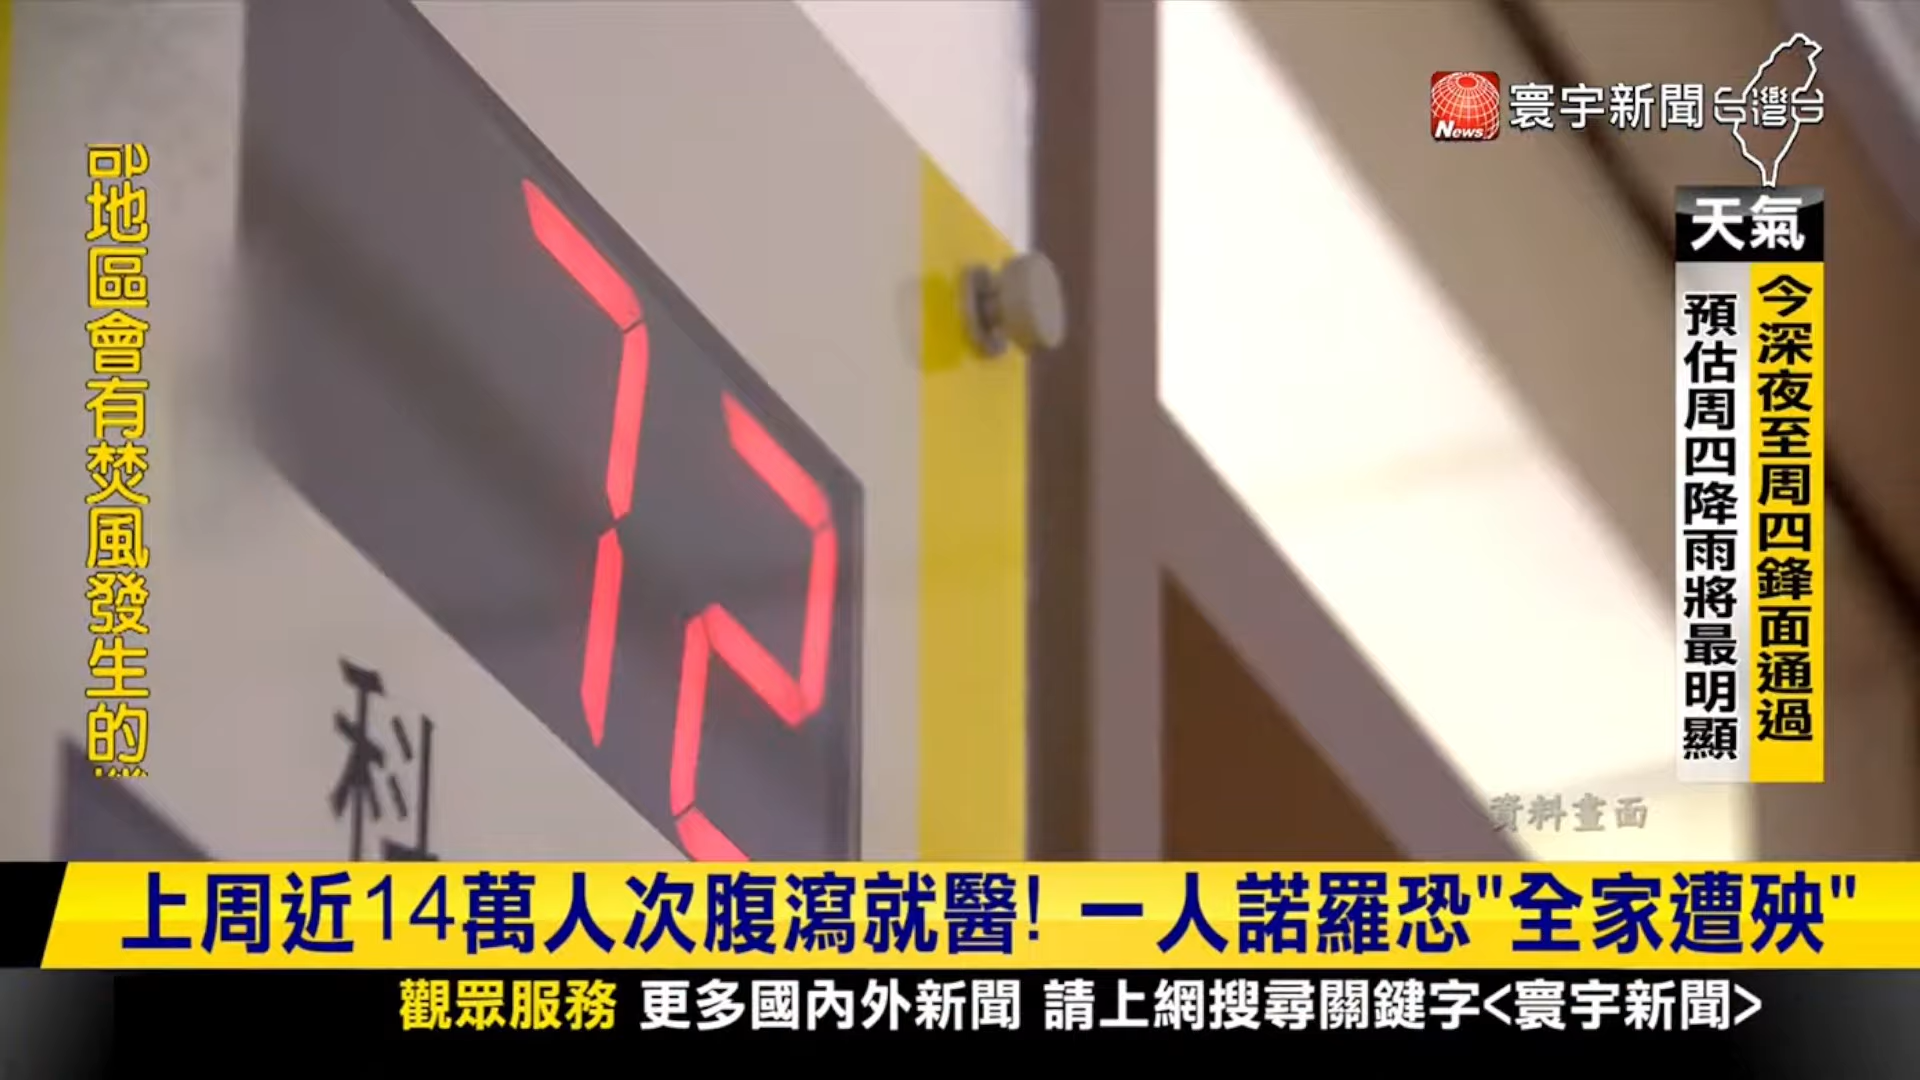 寰宇新聞 台灣台
News
天氣
今深夜至周四鋒面通過
預估周四降雨將最明顯
地區會有焚風發生的
12
科
資料畫面
上周近14萬人次腹瀉就醫! 一人諾羅恐"全家遭殃"
觀眾服務 更多國內外新聞 請上網搜尋關鍵字<寰宇新聞>